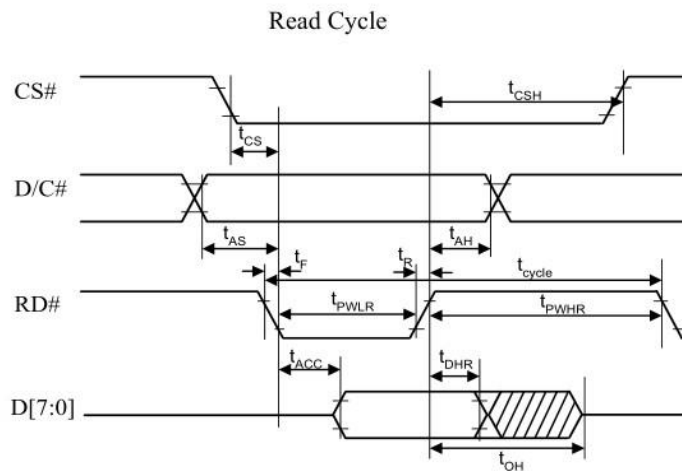 Read Cycle
CS#
tCSH
tCS
D/C#
tAS
tF
tR
tAH
tcycle
RD#
tPWLR
tPWHR
tACC
tDHR
D[7:0]
tOH